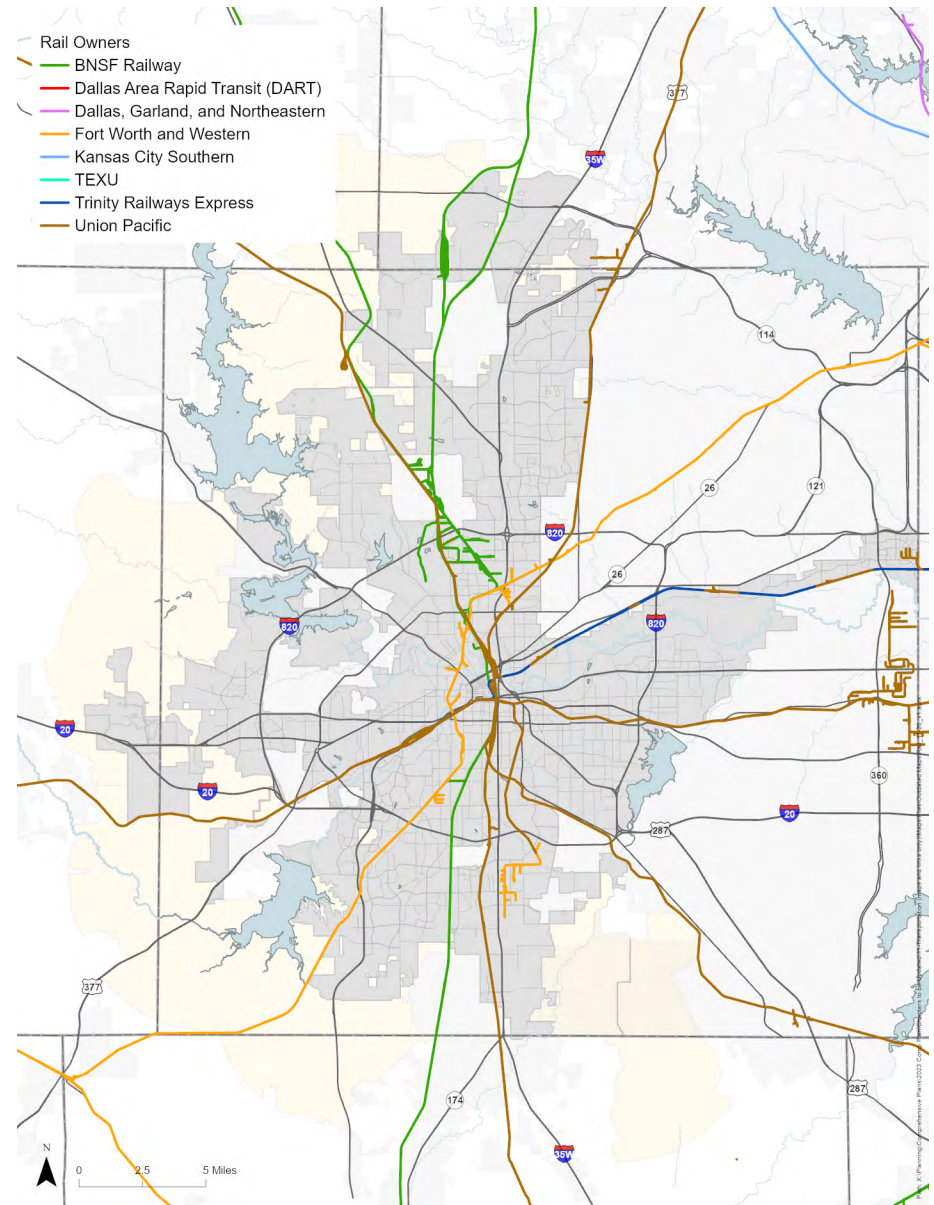 Rail Owners
BNSF Railway
Dallas Area Rapid Transit (DART)
Dallas, Garland, and Northeastern
Fort Worth and Western
Kansas City Southern
TEXU
Trinity Railways Express
Union Pacific
377
35W
114
26
121
820
26
820
820
20
20
360
20
287
377
174
287
35W
N
0 2.5 5 Miles